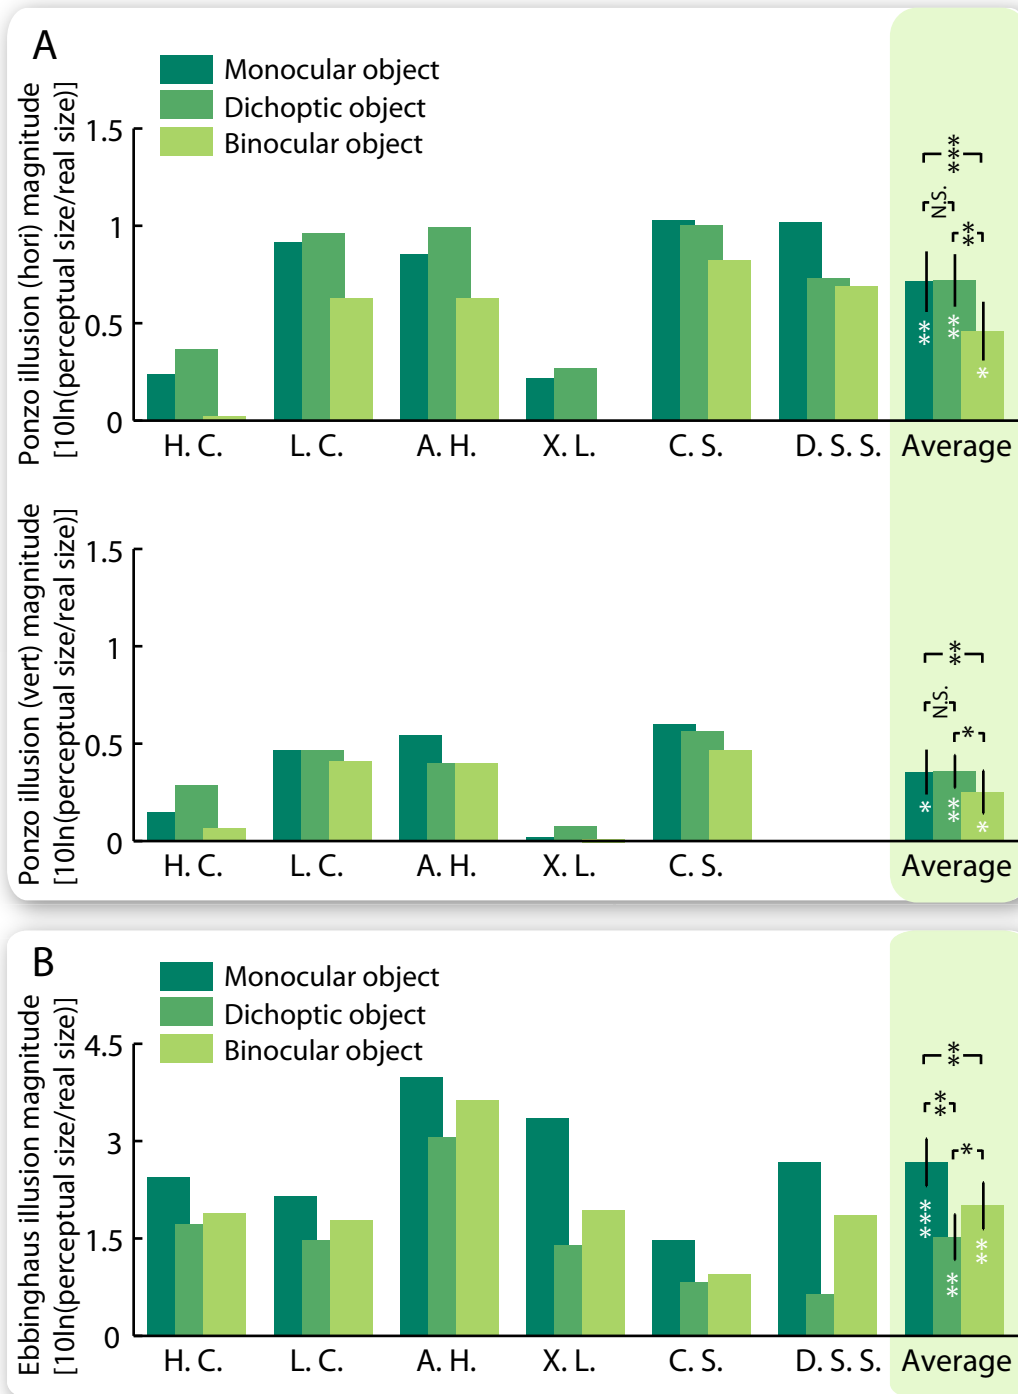 A
Monocular object
Dichoptic object
Binocular object
Ponzo illusion (hori) magnitude
[10ln(perceptual size/real size)]
1.5
1
0.5
0
***
N.S.
**
**
**
*
H. C.
L. C.
A. H.
X. L.
C. S.
D. S. S.
Average
Ponzo illusion (vert) magnitude
[10ln(perceptual size/real size)]
1.5
1
0.5
0
**
N.S.
*
*
**
*
H. C.
L. C.
A. H.
X. L.
C. S.
Average
B
Monocular object
Dichoptic object
Binocular object
Ebbinghaus illusion magnitude
[10ln(perceptual size/real size)]
4.5
3
1.5
0
**
**
*
***
**
**
H. C.
L. C.
A. H.
X. L.
C. S.
D. S. S.
Average